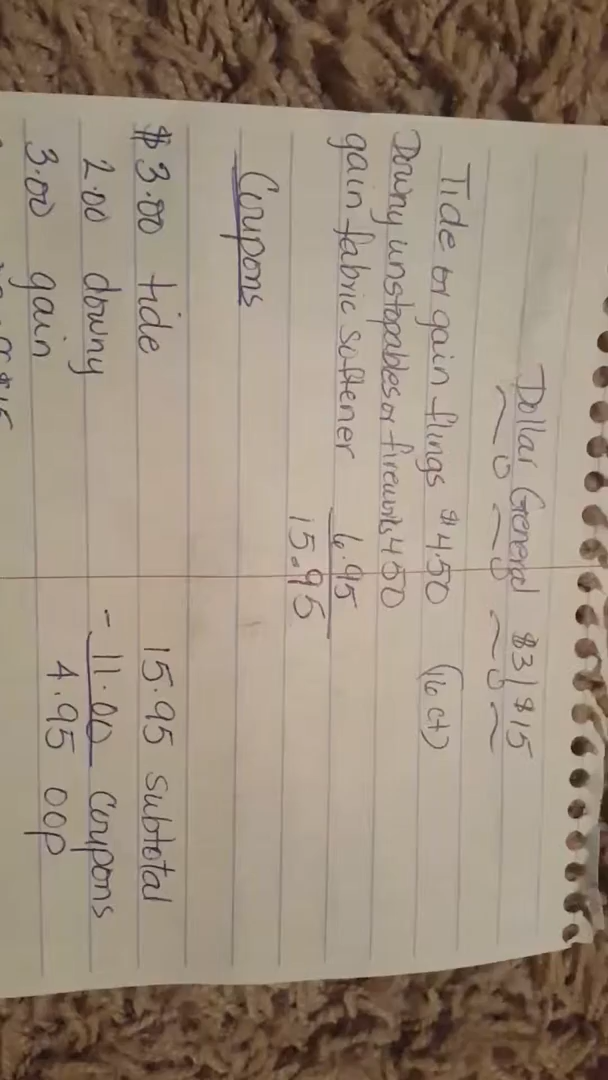 Dollar General $3/$15
Tide or gain flings $4.50 (16 ct)
Downy unstopables or fireworks 4.50
gain fabric softener 6.95
15.95
Coupons
$3.00 tide
2.00 downy
3.00 gain
15.95 subtotal
- 11.00 coupons
4.95 OOP